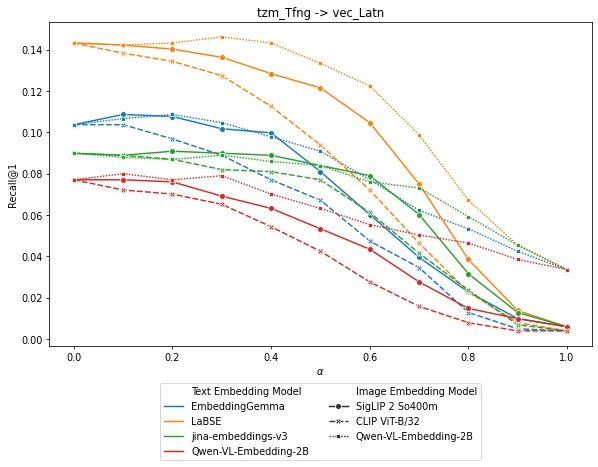 tzm_Tfng -> vec_Latn
0.14
0.12
0.10
0.08
0.06
0.04
0.02
0.00
Recall@1
0.0 0.2 0.4 0.6 0.8 1.0
α
Text Embedding Model
EmbeddingGemma
LaBSE
jina-embeddings-v3
Qwen-VL-Embedding-2B
Image Embedding Model
SigLIP 2 So400m
CLIP ViT-B/32
Qwen-VL-Embedding-2B